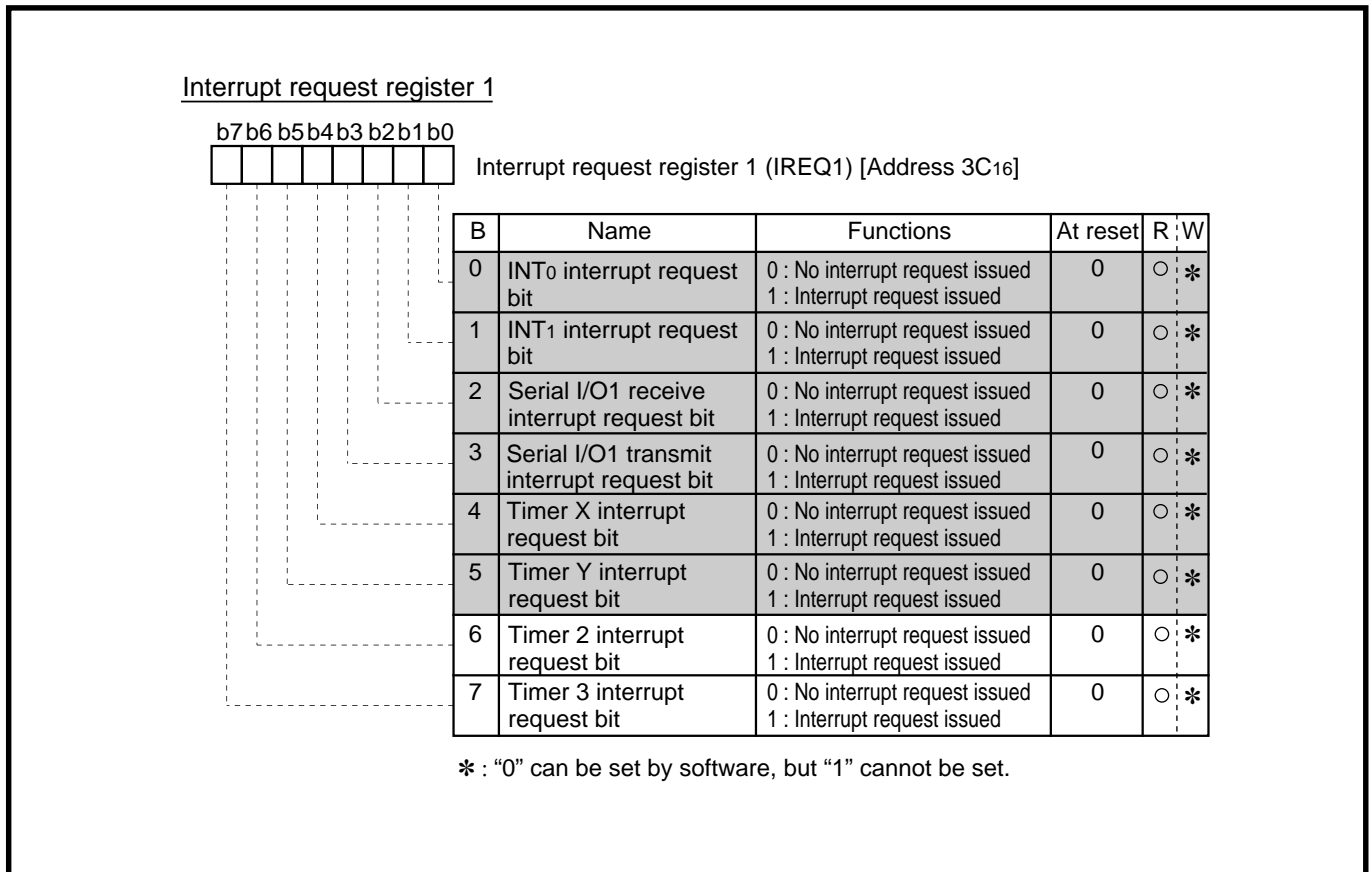 Interrupt request register 1
b7 b6 b5 b4 b3 b2 b1 b0
Interrupt request register 1 (IREQ1) [Address 3C16]
B Name Functions At reset R W
0 INT0 interrupt request bit 0 : No interrupt request issued 1 : Interrupt request issued 0 ○ ✻
1 INT1 interrupt request bit 0 : No interrupt request issued 1 : Interrupt request issued 0 ○ ✻
2 Serial I/O1 receive interrupt request bit 0 : No interrupt request issued 1 : Interrupt request issued 0 ○ ✻
3 Serial I/O1 transmit interrupt request bit 0 : No interrupt request issued 1 : Interrupt request issued 0 ○ ✻
4 Timer X interrupt request bit 0 : No interrupt request issued 1 : Interrupt request issued 0 ○ ✻
5 Timer Y interrupt request bit 0 : No interrupt request issued 1 : Interrupt request issued 0 ○ ✻
6 Timer 2 interrupt request bit 0 : No interrupt request issued 1 : Interrupt request issued 0 ○ ✻
7 Timer 3 interrupt request bit 0 : No interrupt request issued 1 : Interrupt request issued 0 ○ ✻
✻ : “0” can be set by software, but “1” cannot be set.